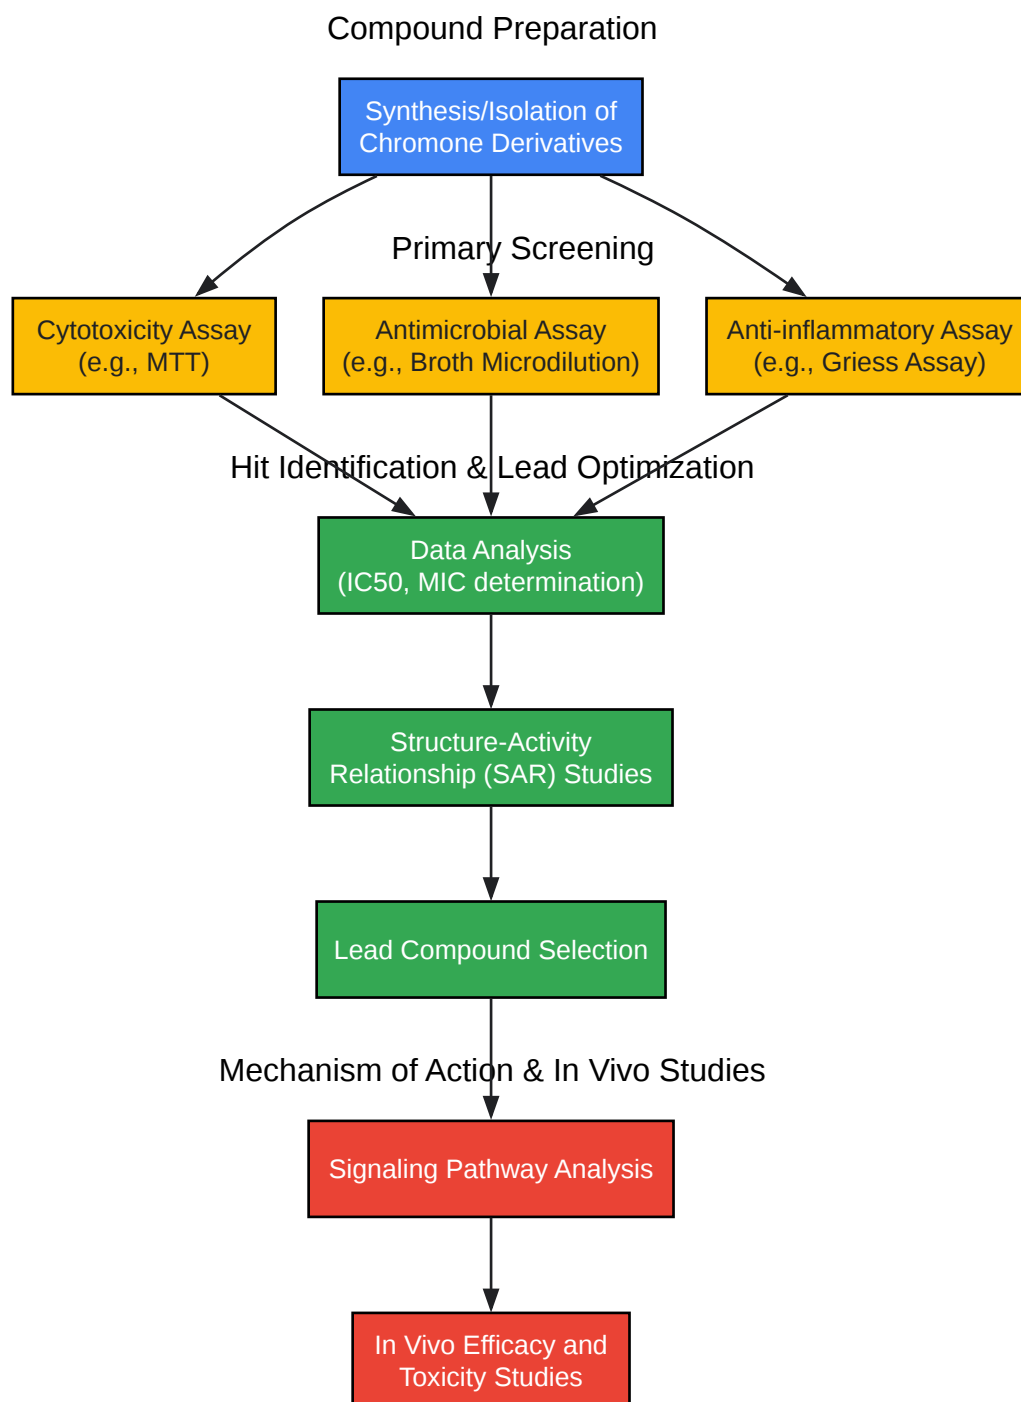 Compound Preparation
Synthesis/Isolation of
Chromone Derivatives
Primary Screening
Cytotoxicity Assay
(e.g., MTT)
Antimicrobial Assay
(e.g., Broth Microdilution)
Anti-inflammatory Assay
(e.g., Griess Assay)
Hit Identification & Lead Optimization
Data Analysis
(IC50, MIC determination)
Structure-Activity
Relationship (SAR) Studies
Lead Compound Selection
Mechanism of Action & In Vivo Studies
Signaling Pathway Analysis
In Vivo Efficacy and
Toxicity Studies